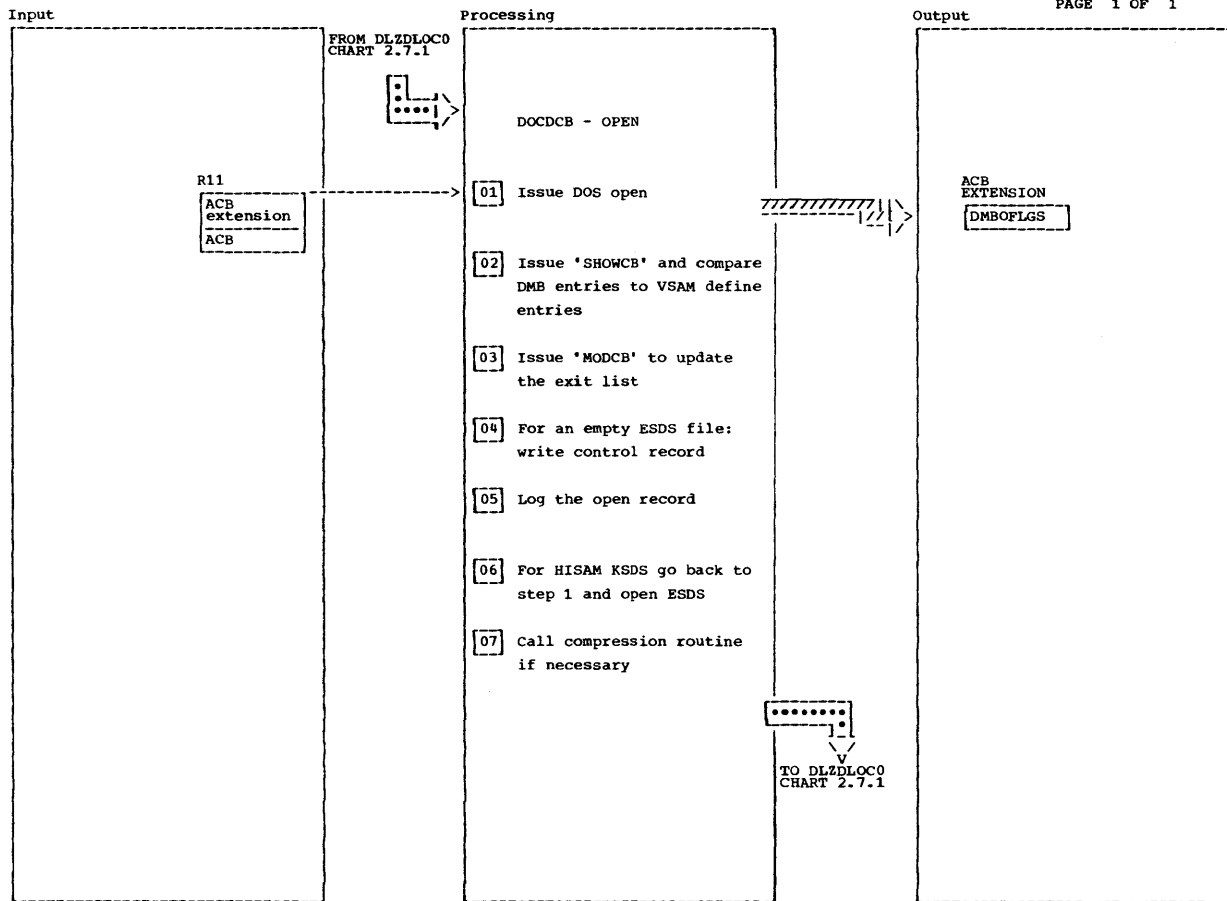 PAGE 1 OF 1
Input
Processing
Output
FROM DLZDLOC0
CHART 2.7.1
DOCDCB - OPEN
R11
ACB
extension
ACB
01 Issue DOS open
ACB
EXTENSION
DMBOFLGS
02 Issue 'SHOWCB' and compare
DMB entries to VSAM define
entries
03 Issue 'MODCB' to update
the exit list
04 For an empty ESDS file:
write control record
05 Log the open record
06 For HISAM KSDS go back to
step 1 and open ESDS
07 Call compression routine
if necessary
TO DLZDLOC0
CHART 2.7.1